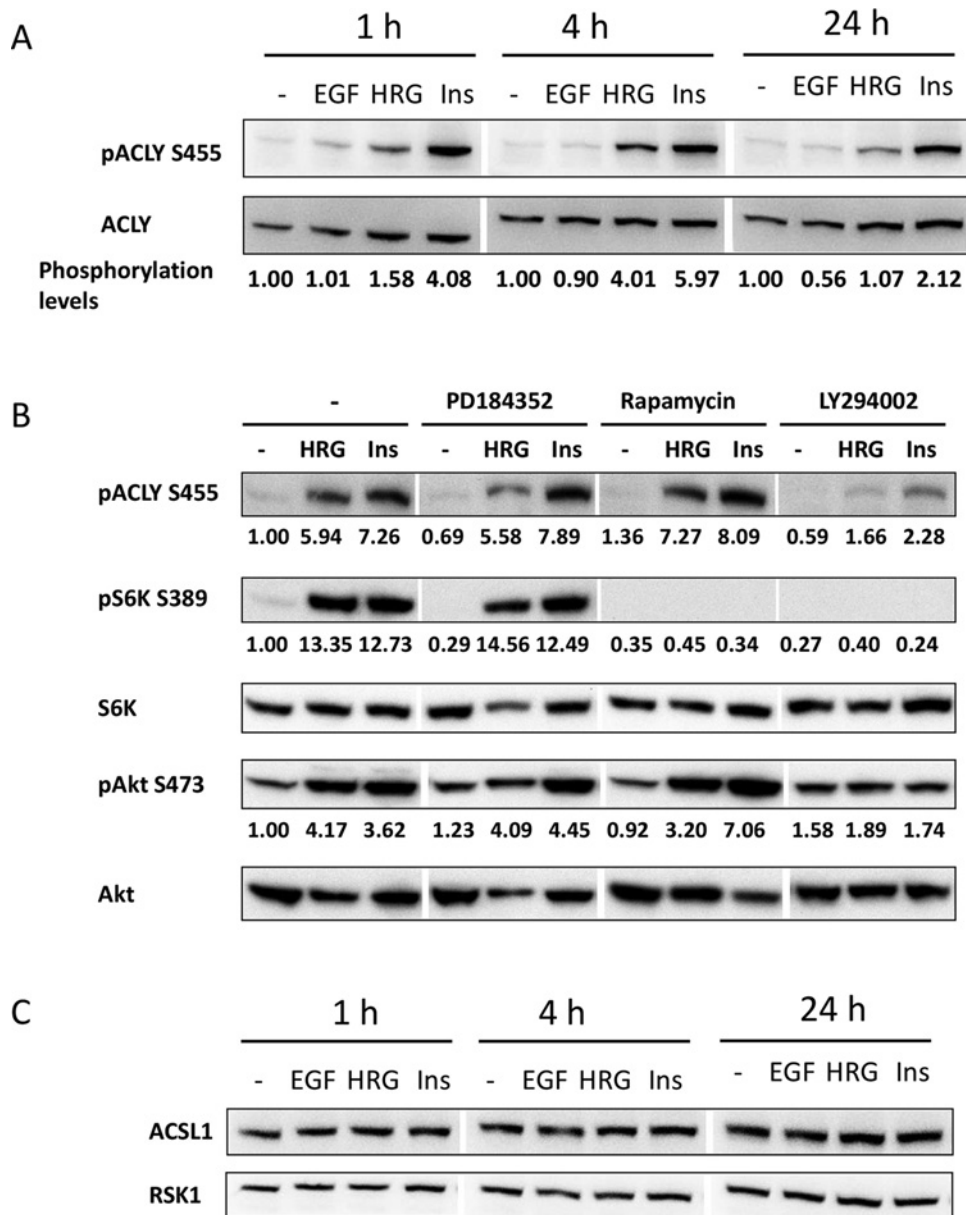 A
1 h 4 h 24 h
- EGF HRG Ins - EGF HRG Ins - EGF HRG Ins
pACLY S455
ACLY
Phosphorylation levels
1.00 1.01 1.58 4.08 1.00 0.90 4.01 5.97 1.00 0.56 1.07 2.12
B
- PD184352 Rapamycin LY294002
- HRG Ins - HRG Ins - HRG Ins - HRG Ins
pACLY S455
1.00 5.94 7.26 0.69 5.58 7.89 1.36 7.27 8.09 0.59 1.66 2.28
pS6K S389
1.00 13.35 12.73 0.29 14.56 12.49 0.35 0.45 0.34 0.27 0.40 0.24
S6K
pAkt S473
1.00 4.17 3.62 1.23 4.09 4.45 0.92 3.20 7.06 1.58 1.89 1.74
Akt
C
1 h 4 h 24 h
- EGF HRG Ins - EGF HRG Ins - EGF HRG Ins
ACSL1
RSK1